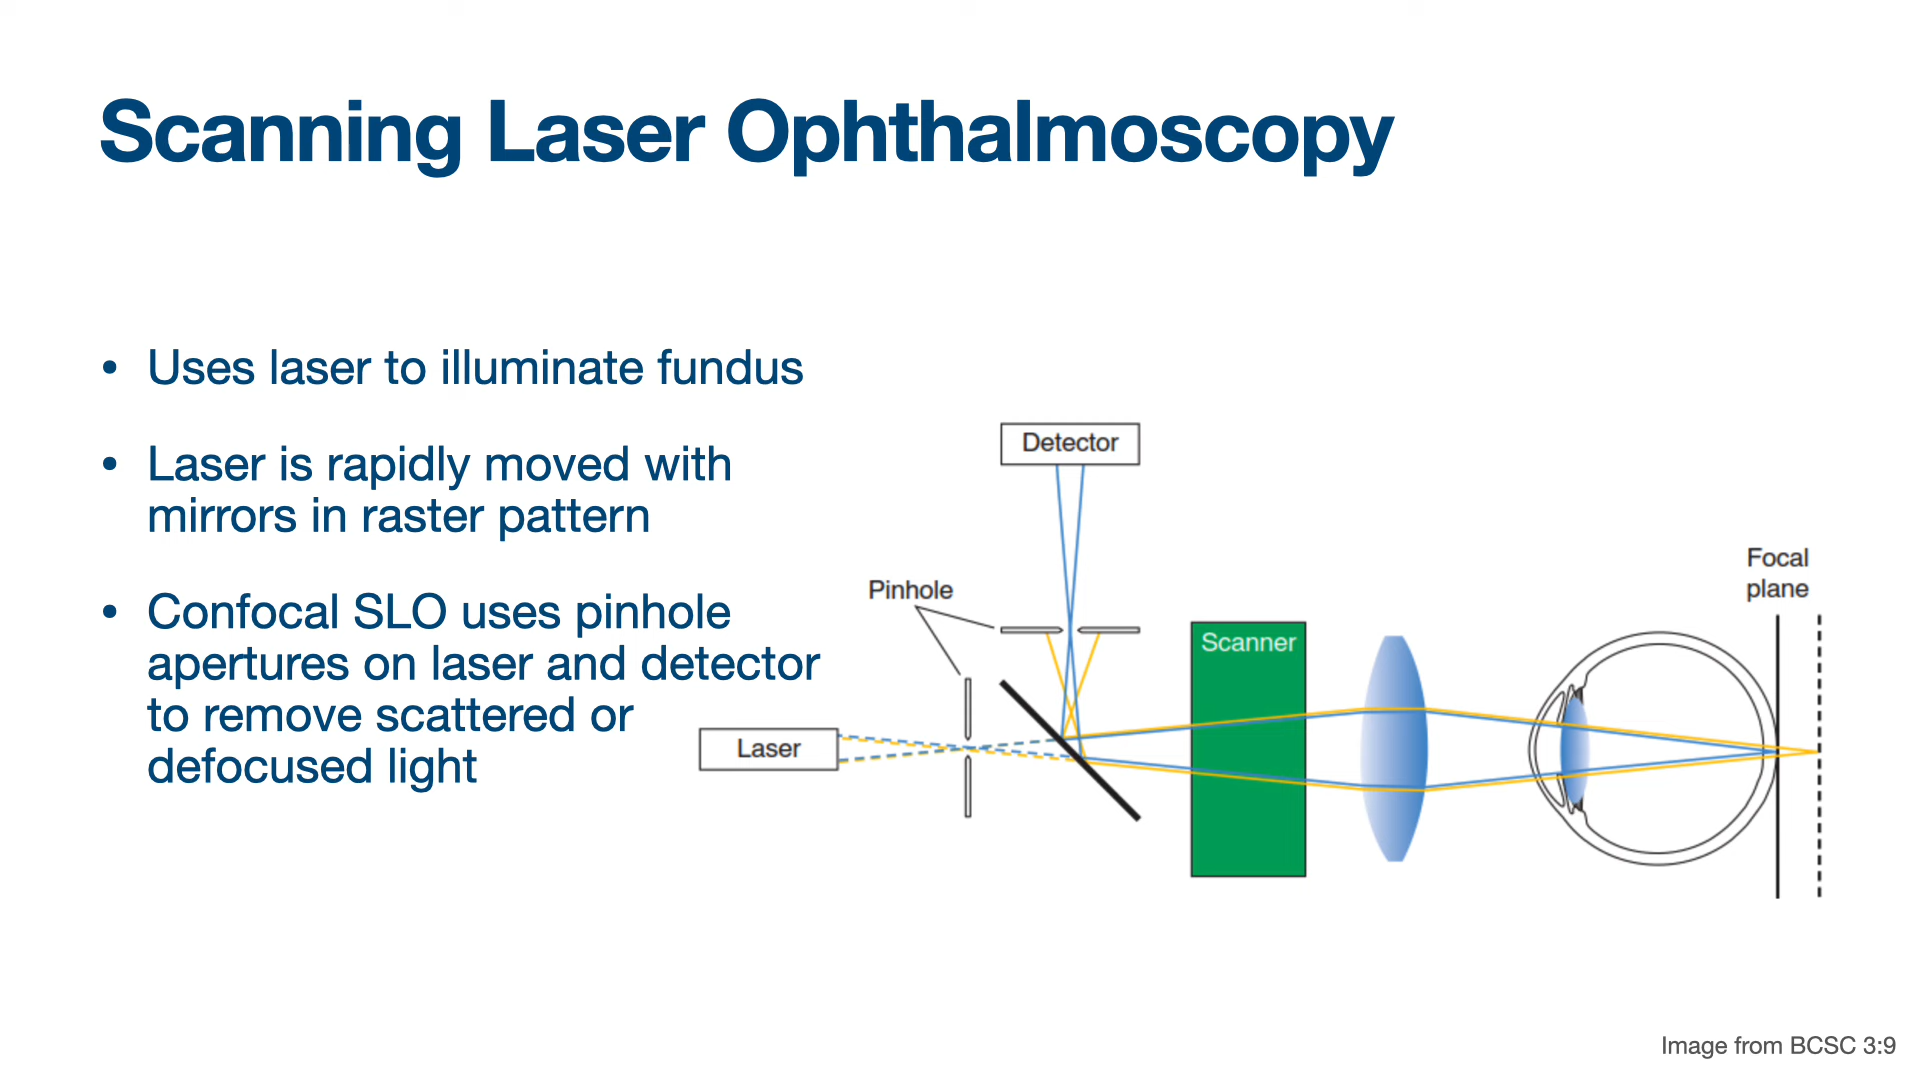 Scanning Laser Ophthalmoscopy
• Uses laser to illuminate fundus
• Laser is rapidly moved with
mirrors in raster pattern
• Confocal SLO uses pinhole
apertures on laser and detector
to remove scattered or
defocused light
Detector
Pinhole
Laser
Scanner
Focal
plane
Image from BCSC 3:9